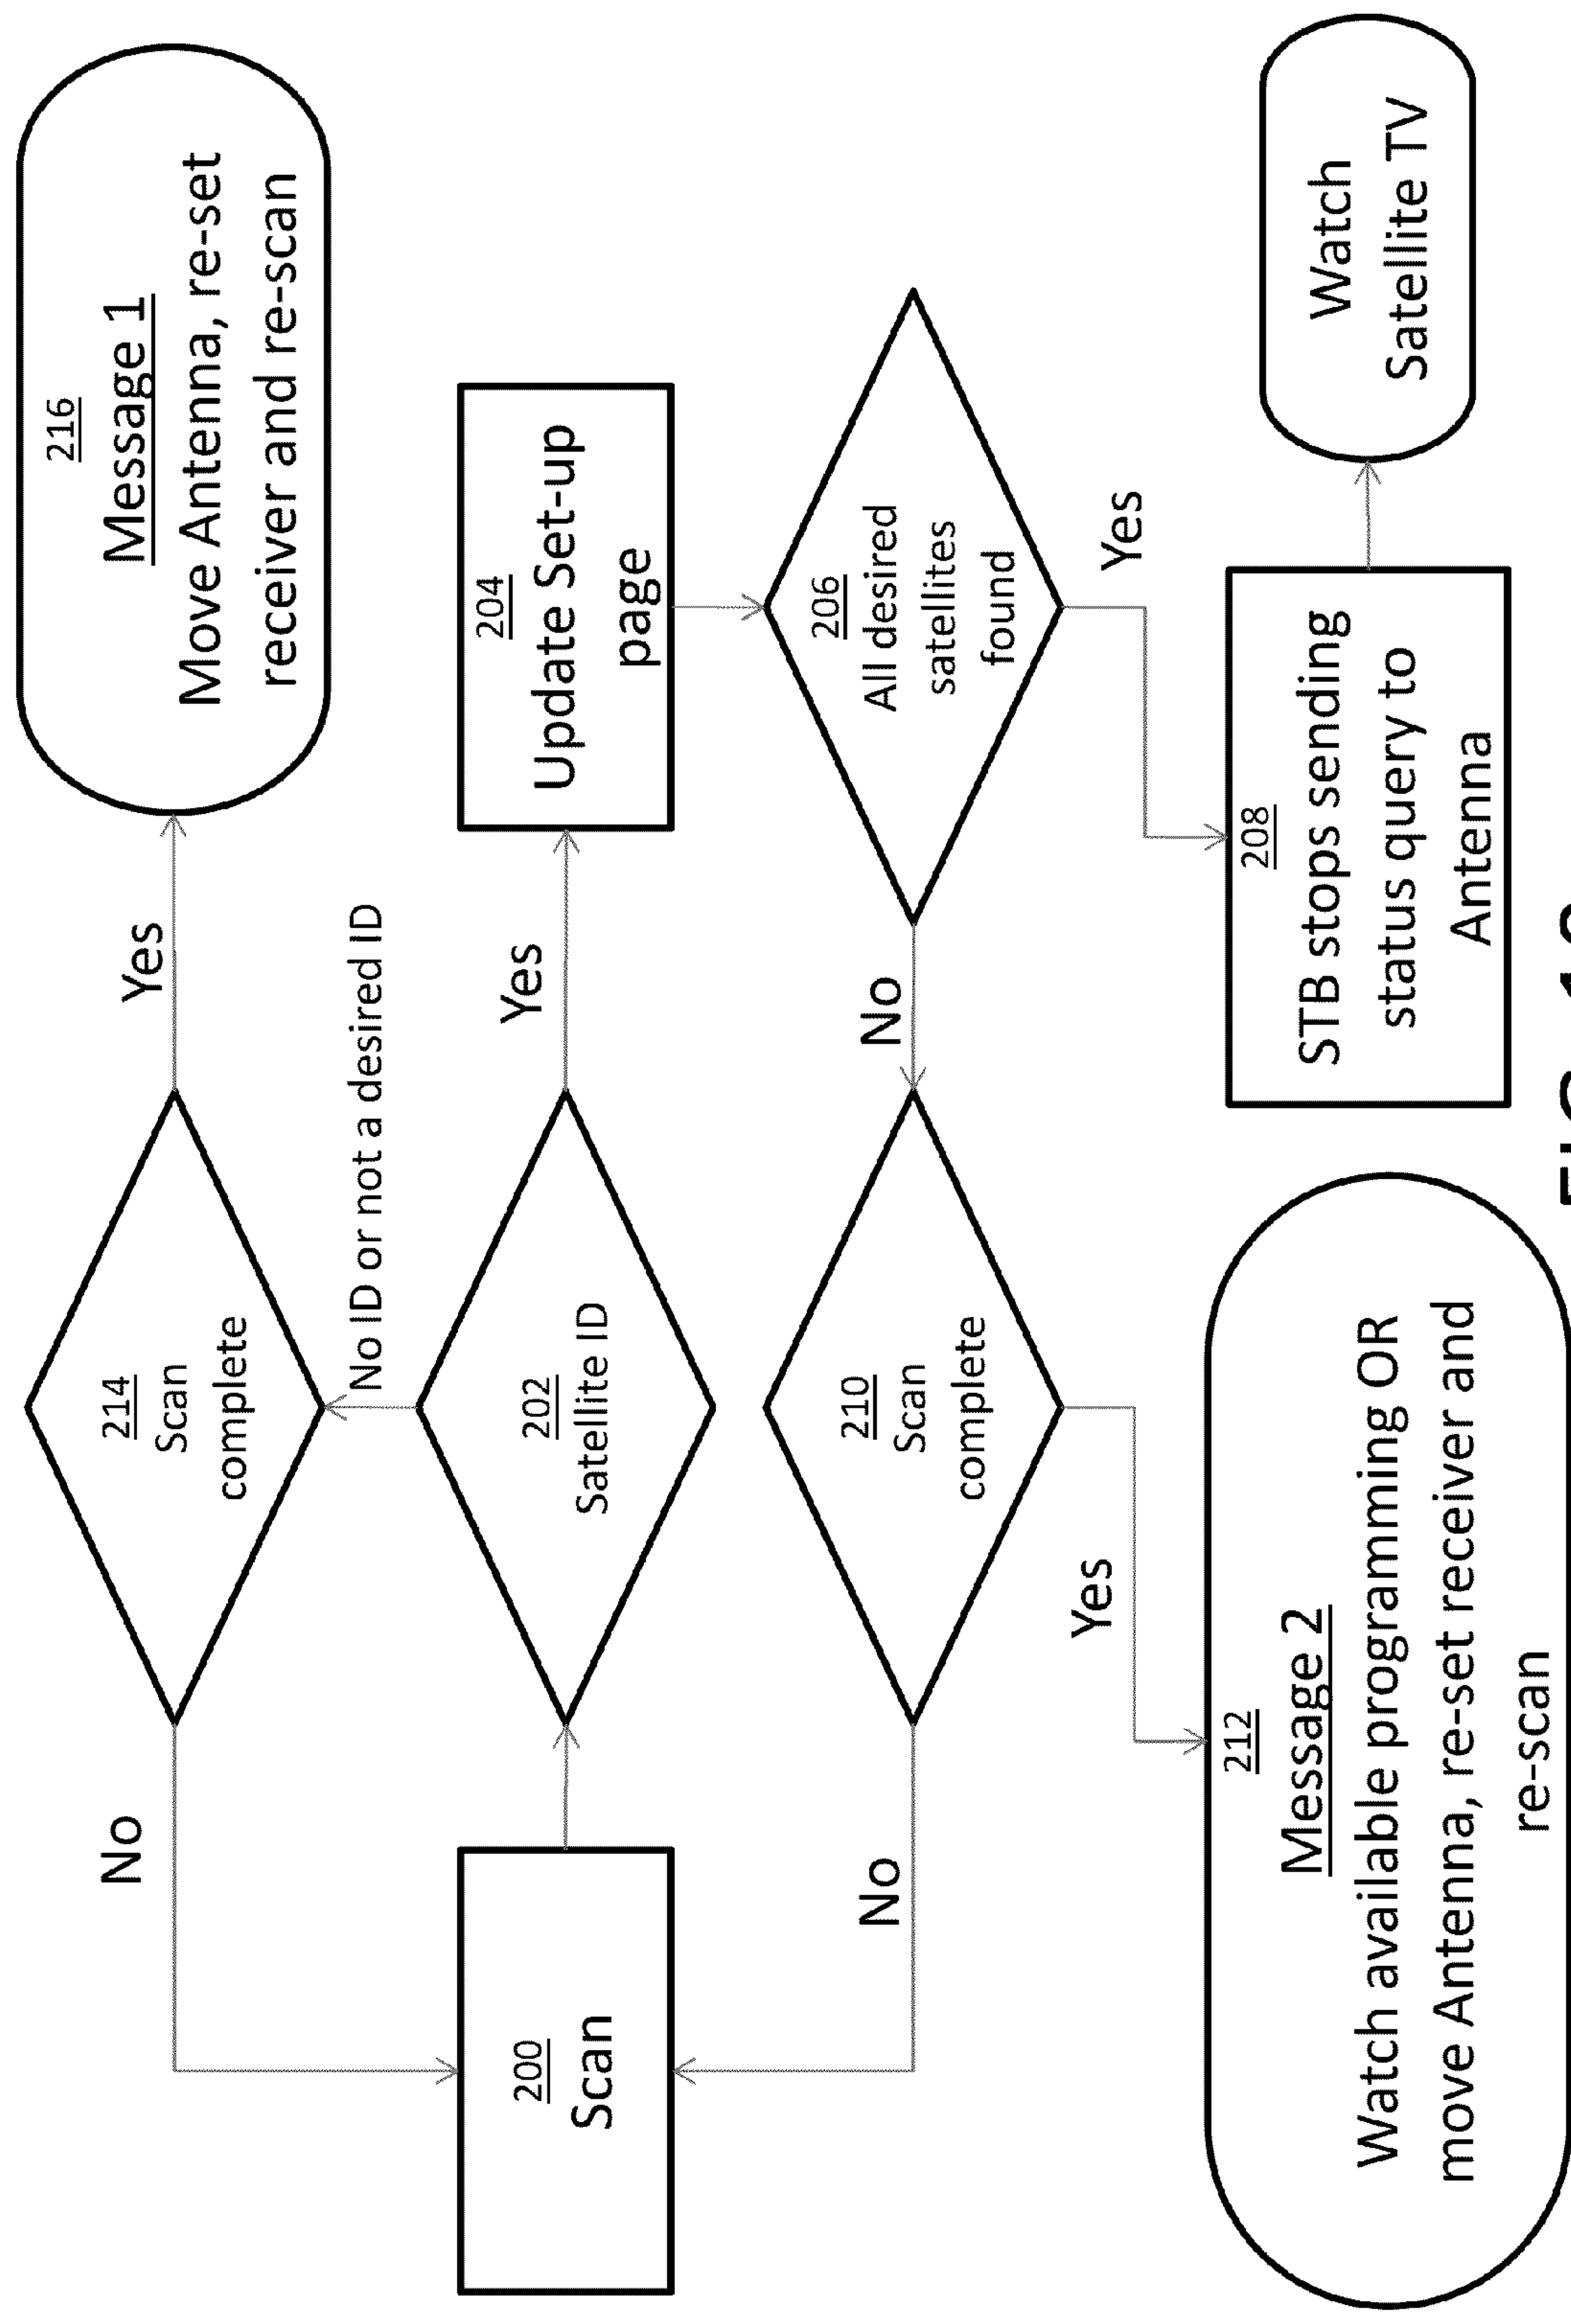 No
214
Scan
complete
Yes
216
Message 1
Move Antenna, re-set
receiver and re-scan
No ID or not a desired ID
200
Scan
202
Satellite ID
Yes
204
Update Set-up
page
No
210
Scan
complete
No
206
All desired
satellites
found
Yes
Yes
212
Message 2
Watch available programming OR
move Antenna, re-set receiver and
re-scan
208
STB stops sending
status query to
Antenna
Watch
Satellite TV